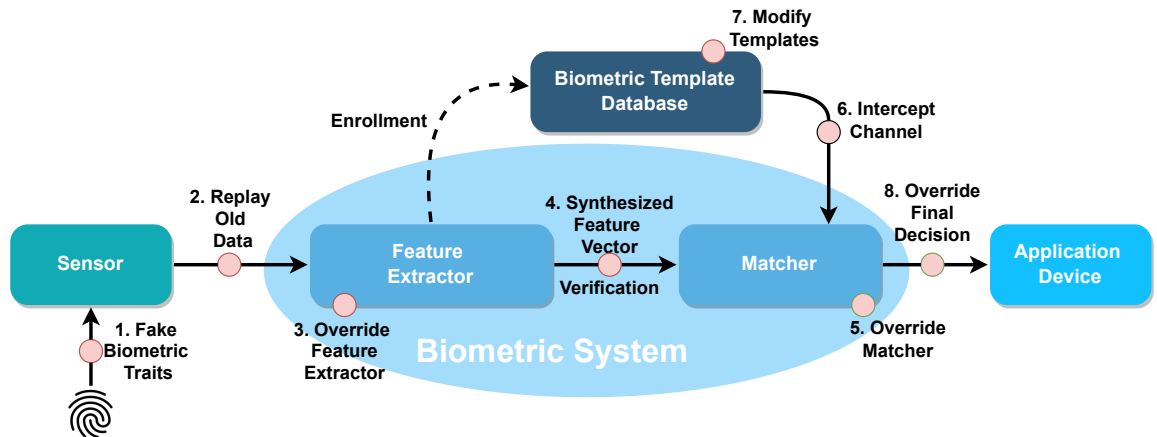 7. Modify
Templates
Biometric Template
Database
6. Intercept
Channel
Enrollment
2. Replay
Old
Data
4. Synthesized
Feature
Vector
8. Override
Final
Decision
Sensor
Feature
Extractor
Matcher
Application
Device
Verification
1. Fake
Biometric
Traits
3. Override
Feature
Extractor
5. Override
Matcher
Biometric System